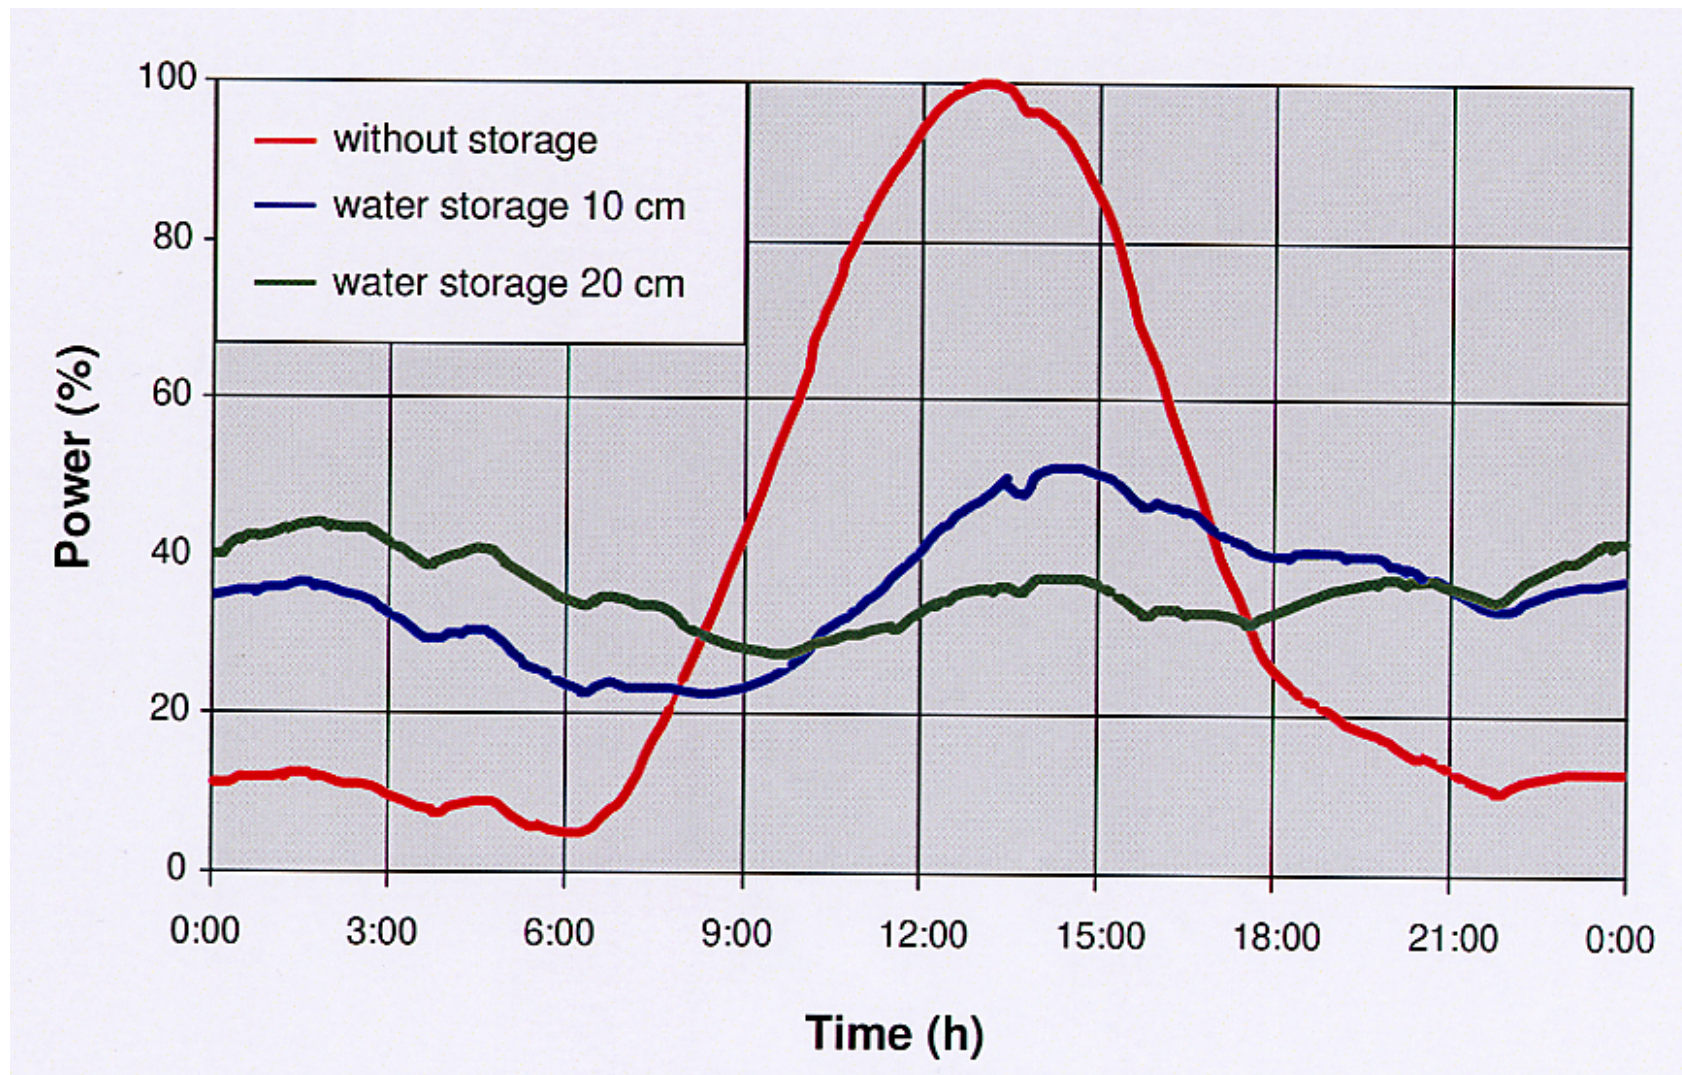 100
80
60
40
20
0
Power (%)
without storage
water storage 10 cm
water storage 20 cm
0:00 3:00 6:00 9:00 12:00 15:00 18:00 21:00 0:00
Time (h)